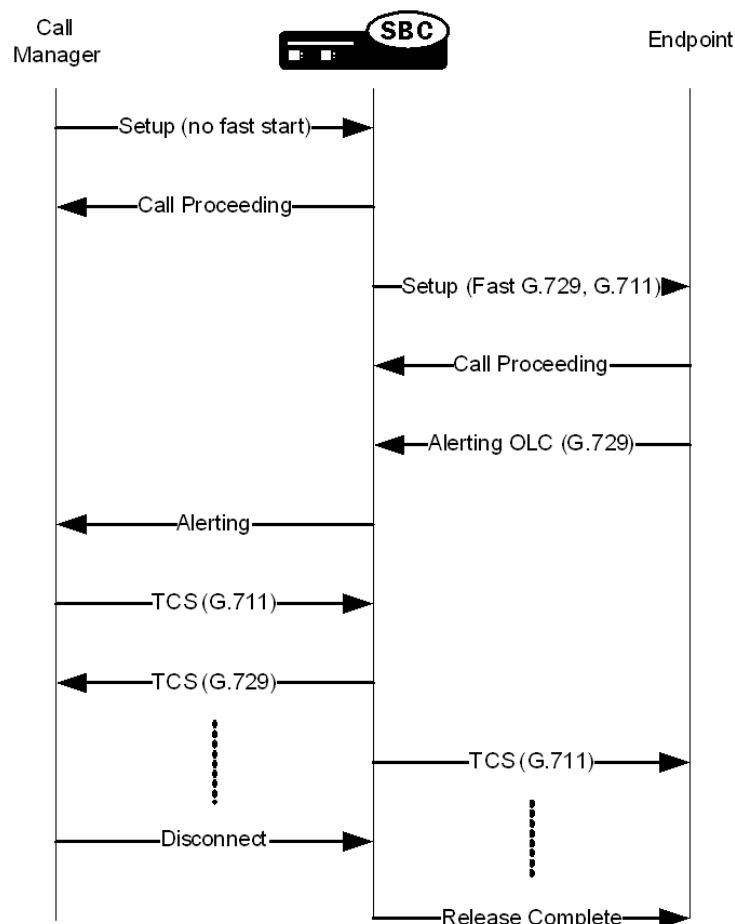 Call
Manager
SBC
Endpoint
Setup (no fast start)
Call Proceeding
Setup (Fast G.729, G.711)
Call Proceeding
Alerting OLC (G.729)
Alerting
TCS (G.711)
TCS (G.729)
TCS (G.711)
Disconnect
Release Complete